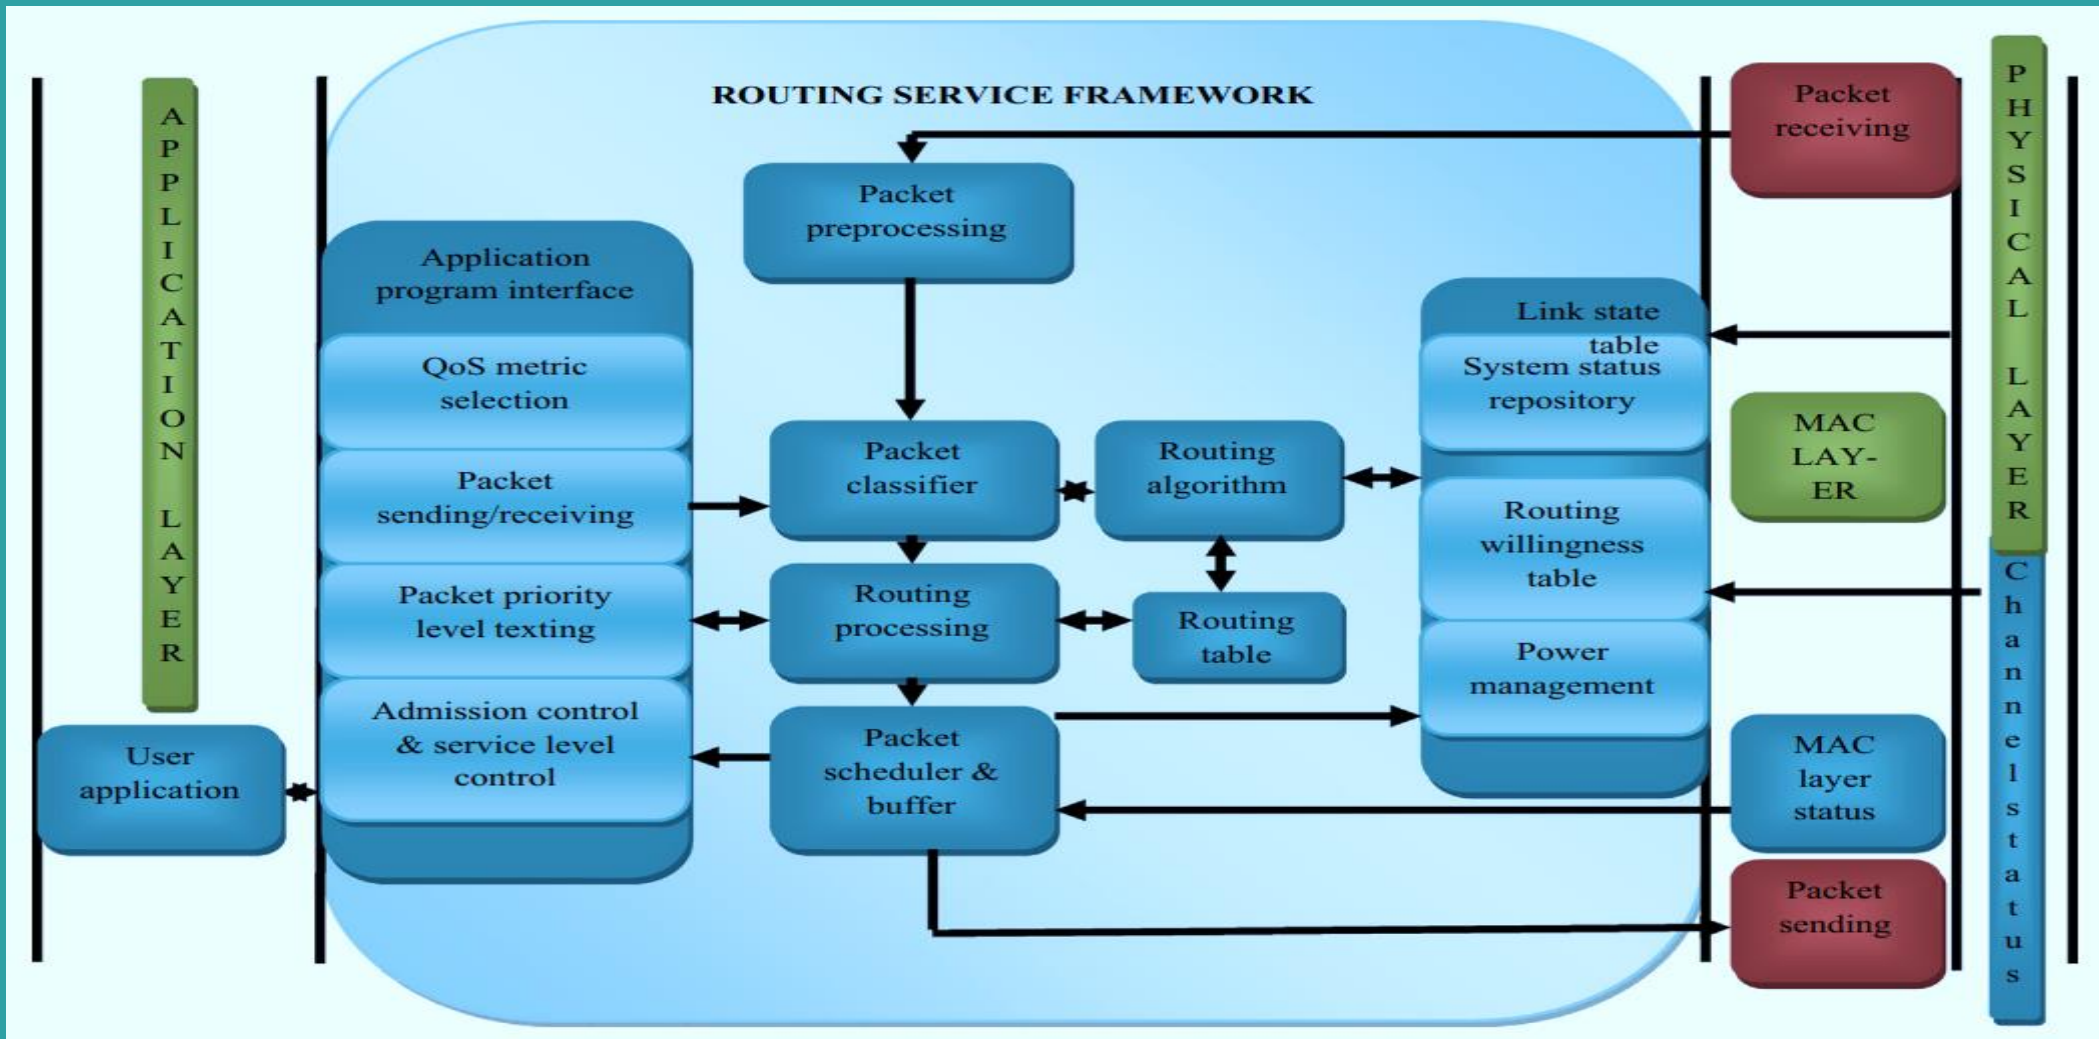 ROUTING SERVICE FRAMEWORK
APPLICATION LAYER
User
application
Application
program interface
QoS metric
selection
Packet
sending/receiving
Packet priority
level texting
Admission control
& service level
control
Packet
preprocessing
Packet
classifier
Routing
processing
Packet
scheduler &
buffer
Routing
algorithm
Routing
table
Link state
table
System status
repository
Routing
willingness
table
Power
management
Packet
receiving
MAC
LAY-
ER
MAC
layer
status
Packet
sending
PHYSICAL LAYER
Channelstatus